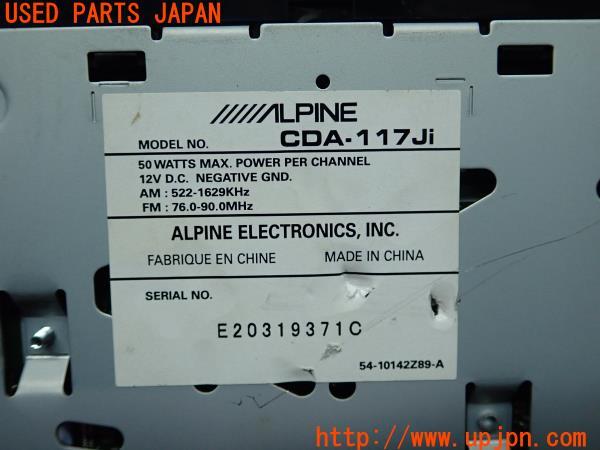 USED PARTS JAPAN
ALPINE
MODEL NO. CDA-117Ji
50 WATTS MAX. POWER PER CHANNEL
12V D.C. NEGATIVE GND.
AM : 522-1629KHz
FM : 76.0-90.0MHz
ALPINE ELECTRONICS, INC.
FABRIQUE EN CHINE MADE IN CHINA
SERIAL NO.
E20319371C
54-10142Z89-A
http://www.upjpn.com